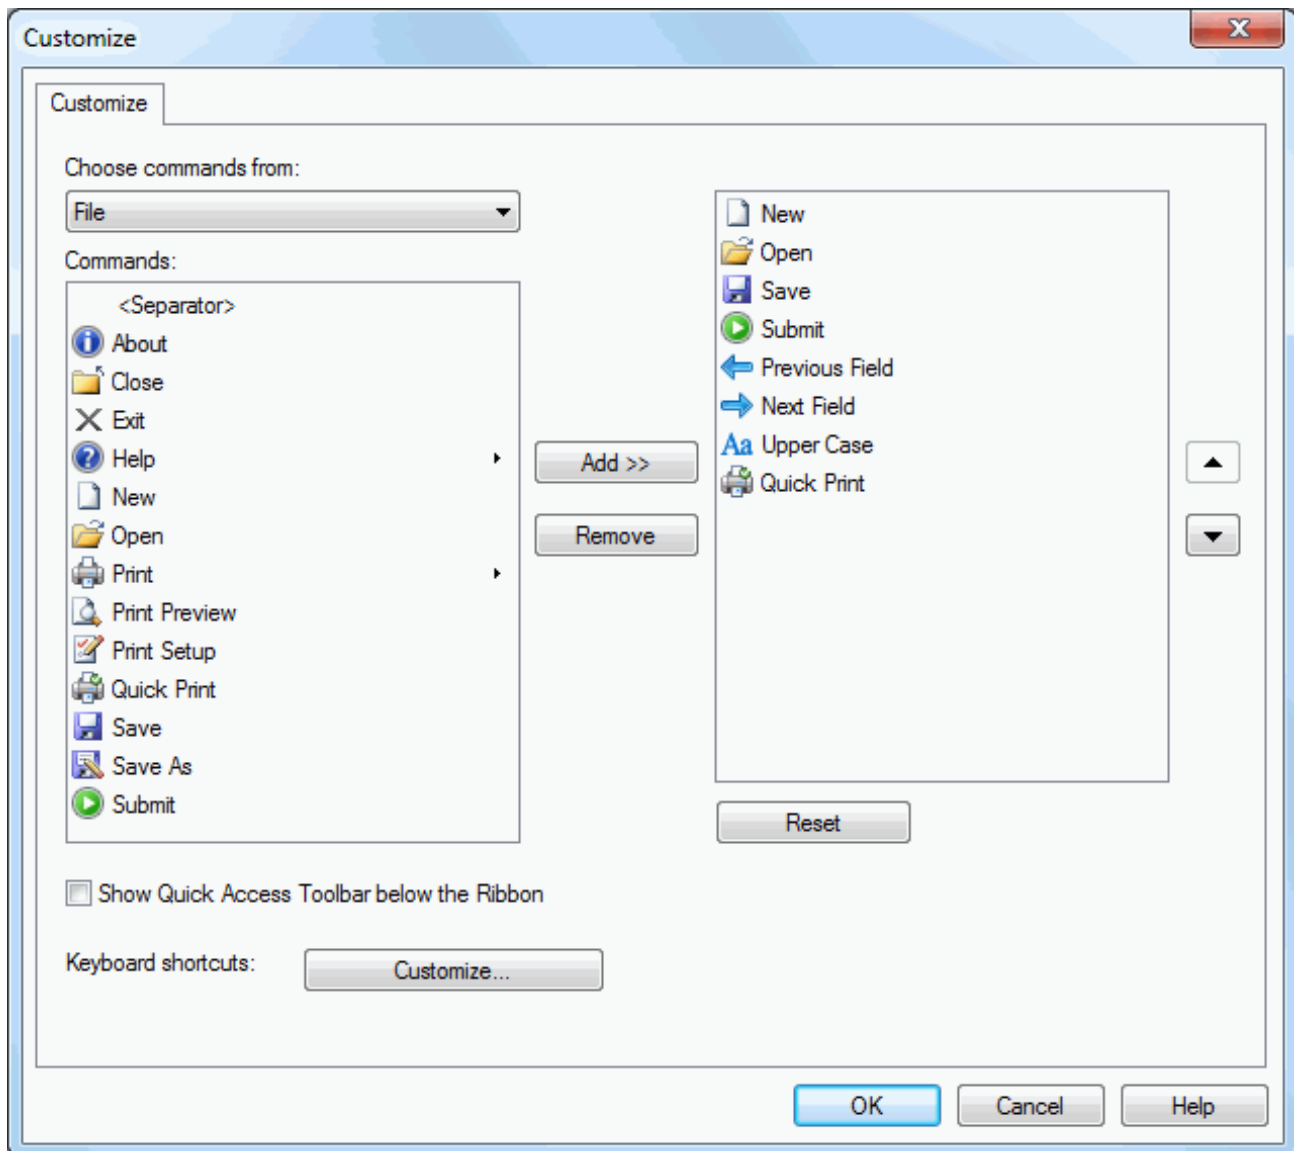 Customize
Customize
Choose commands from:
File
Commands:
<Separator>
About
Close
Exit
Help
New
Open
Print
Print Preview
Print Setup
Quick Print
Save
Save As
Submit
Add >>
Remove
New
Open
Save
Submit
Previous Field
Next Field
Aa Upper Case
Quick Print
Reset
Show Quick Access Toolbar below the Ribbon
Keyboard shortcuts: Customize...
OK Cancel Help